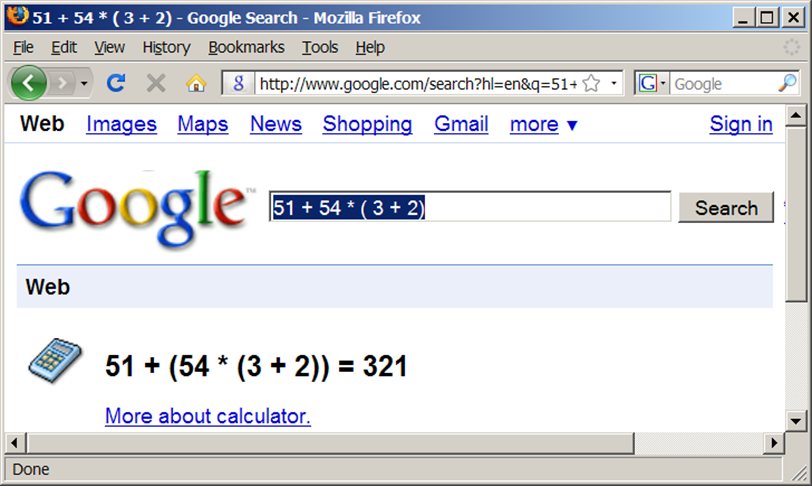 51 + 54 * ( 3 + 2) - Google Search - Mozilla Firefox
File Edit View History Bookmarks Tools Help
g http://www.google.com/search?hl=en&q=51+ G Google
Web Images Maps News Shopping Gmail more ▼ Sign in
Google™ 51 + 54 * ( 3 + 2) Search
Web
51 + (54 * (3 + 2)) = 321
More about calculator.
Done